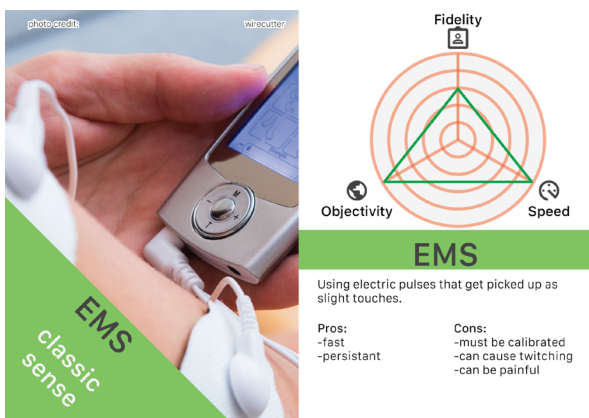 photo credit:
wirecutter
EMS
classic
sense
Fidelity
Objectivity
Speed
EMS
Using electric pulses that get picked up as
slight touches.
Pros:
-fast
-persistant
Cons:
-must be calibrated
-can cause twitching
-can be painful